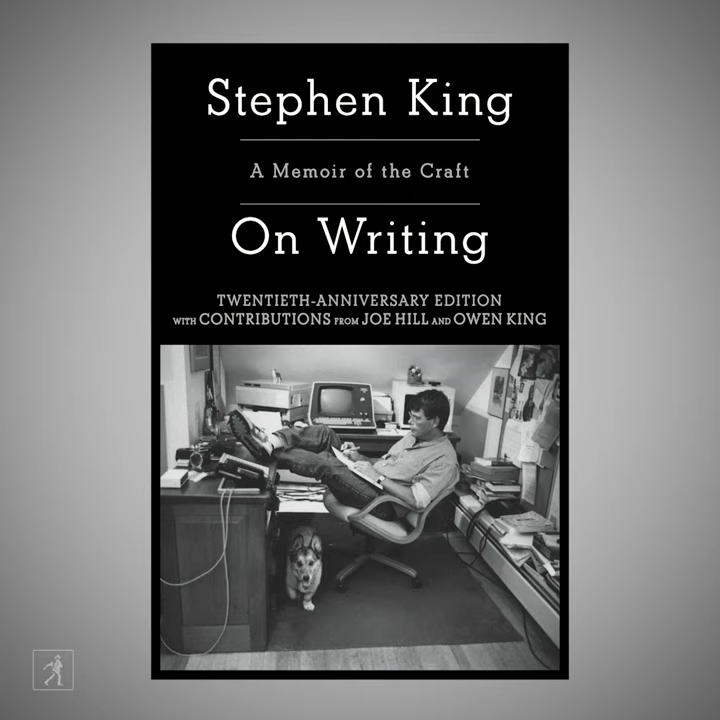 Stephen King
A Memoir of the Craft
On Writing
TWENTIETH-ANNIVERSARY EDITION
WITH CONTRIBUTIONS FROM JOE HILL AND OWEN KING